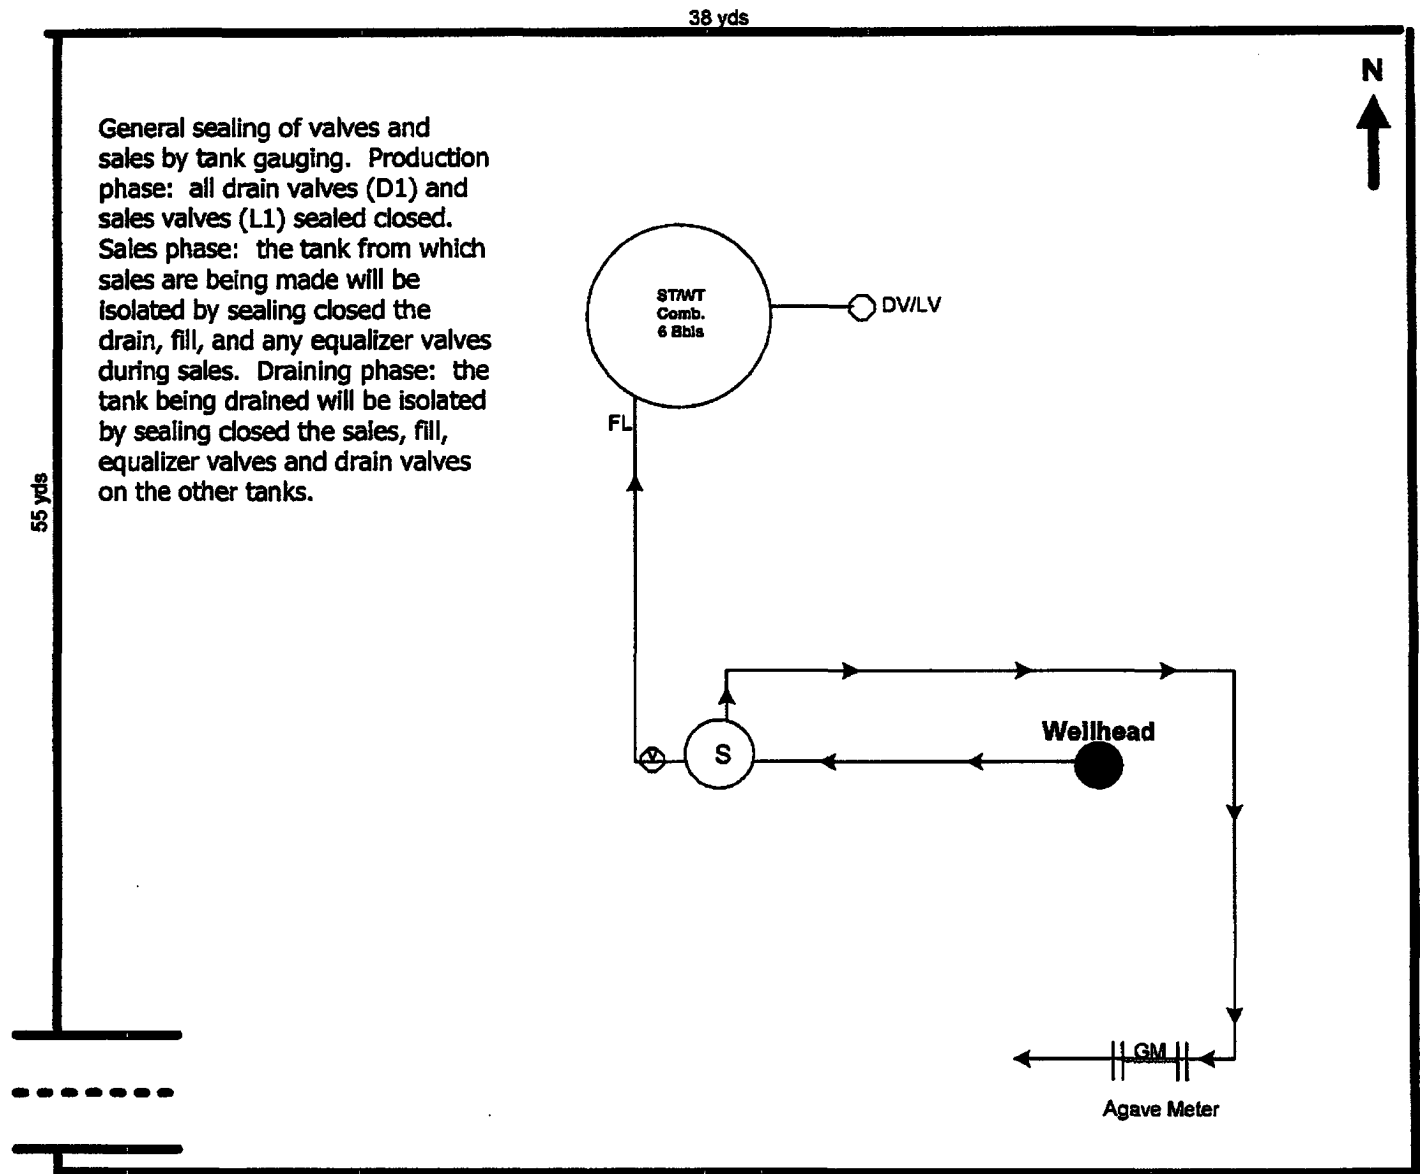 38 yds
N
General sealing of valves and
sales by tank gauging. Production
phase: all drain valves (D1) and
sales valves (L1) sealed closed.
Sales phase: the tank from which
sales are being made will be
isolated by sealing closed the
drain, fill, and any equalizer valves
during sales. Draining phase: the
tank being drained will be isolated
by sealing closed the sales, fill,
equalizer valves and drain valves
on the other tanks.
ST/WT
Comb.
6 Bbls
DV/LV
FL
55 yds
Wellhead
V
S
GM
Agave Meter